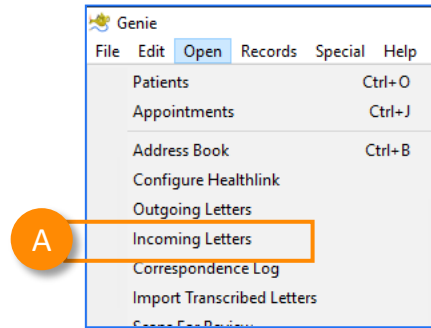 Genie
File Edit Open Records Special Help
Patients Ctrl+O
Appointments Ctrl+J
Address Book Ctrl+B
Configure Healthlink
Outgoing Letters
A Incoming Letters
Correspondence Log
Import Transcribed Letters